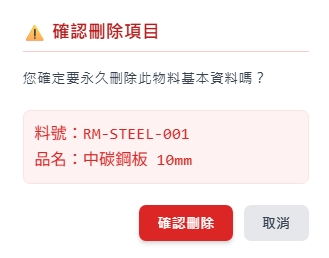 確認刪除項目
您確定要永久刪除此物料基本資料嗎？
料號：RM-STEEL-001
品名：中碳鋼板 10mm
確認刪除 取消